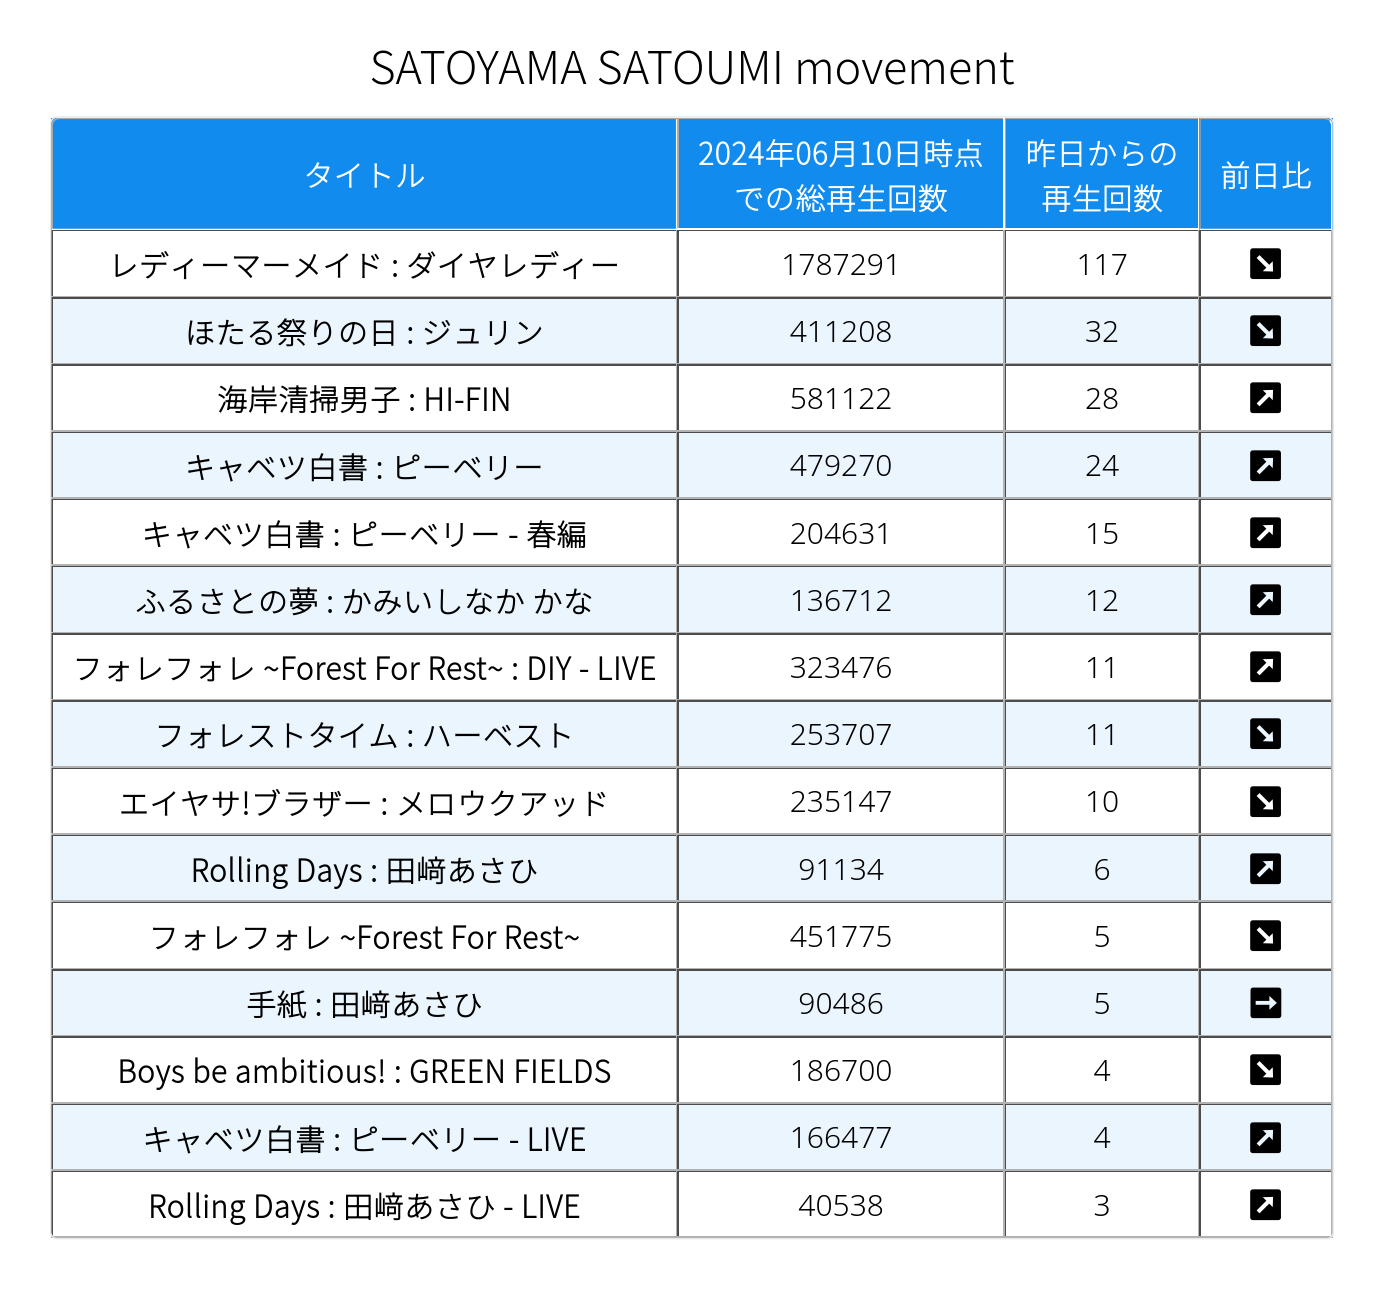 SATOYAMA SATOUMI movement
タイトル 2024年06月10日時点での総再生回数 昨日からの再生回数 前日比
レディーマーメイド : ダイヤレディー 1787291 117 ↘
ほたる祭りの日 : ジュリン 411208 32 ↘
海岸清掃男子 : HI-FIN 581122 28 ↗
キャベツ白書 : ピーベリー 479270 24 ↗
キャベツ白書 : ピーベリー - 春編 204631 15 ↗
ふるさとの夢 : かみいしなか かな 136712 12 ↗
フォレフォレ ~Forest For Rest~ : DIY - LIVE 323476 11 ↗
フォレストタイム : ハーベスト 253707 11 ↘
エイヤサ!ブラザー : メロウクアッド 235147 10 ↘
Rolling Days : 田﨑あさひ 91134 6 ↗
フォレフォレ ~Forest For Rest~ 451775 5 ↘
手紙 : 田﨑あさひ 90486 5 →
Boys be ambitious! : GREEN FIELDS 186700 4 ↘
キャベツ白書 : ピーベリー - LIVE 166477 4 ↗
Rolling Days : 田﨑あさひ - LIVE 40538 3 ↗